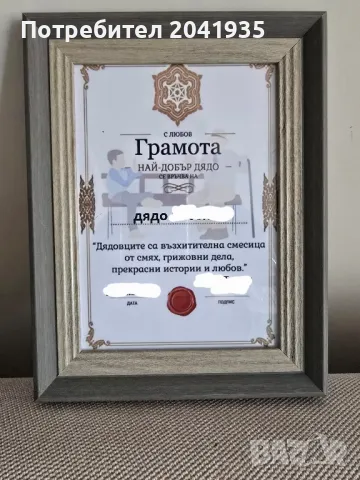 Потребител 2041935
С ЛЮБОВ
Грамота
НАЙ-ДОБЪР ДЯДО
СЕ ВРЪЧВА НА
дядо
"Дядовците са възхитителна смесица
от смях, грижовни дела,
прекрасни истории и любов."
ДАТА ПОДПИС
BAZAR